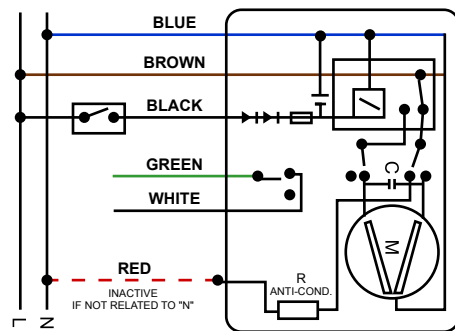 BLUE
BROWN
BLACK
GREEN
WHITE
RED
INACTIVE
IF NOT RELATED TO "N"
R
ANTI-COND.
C
M
L
N